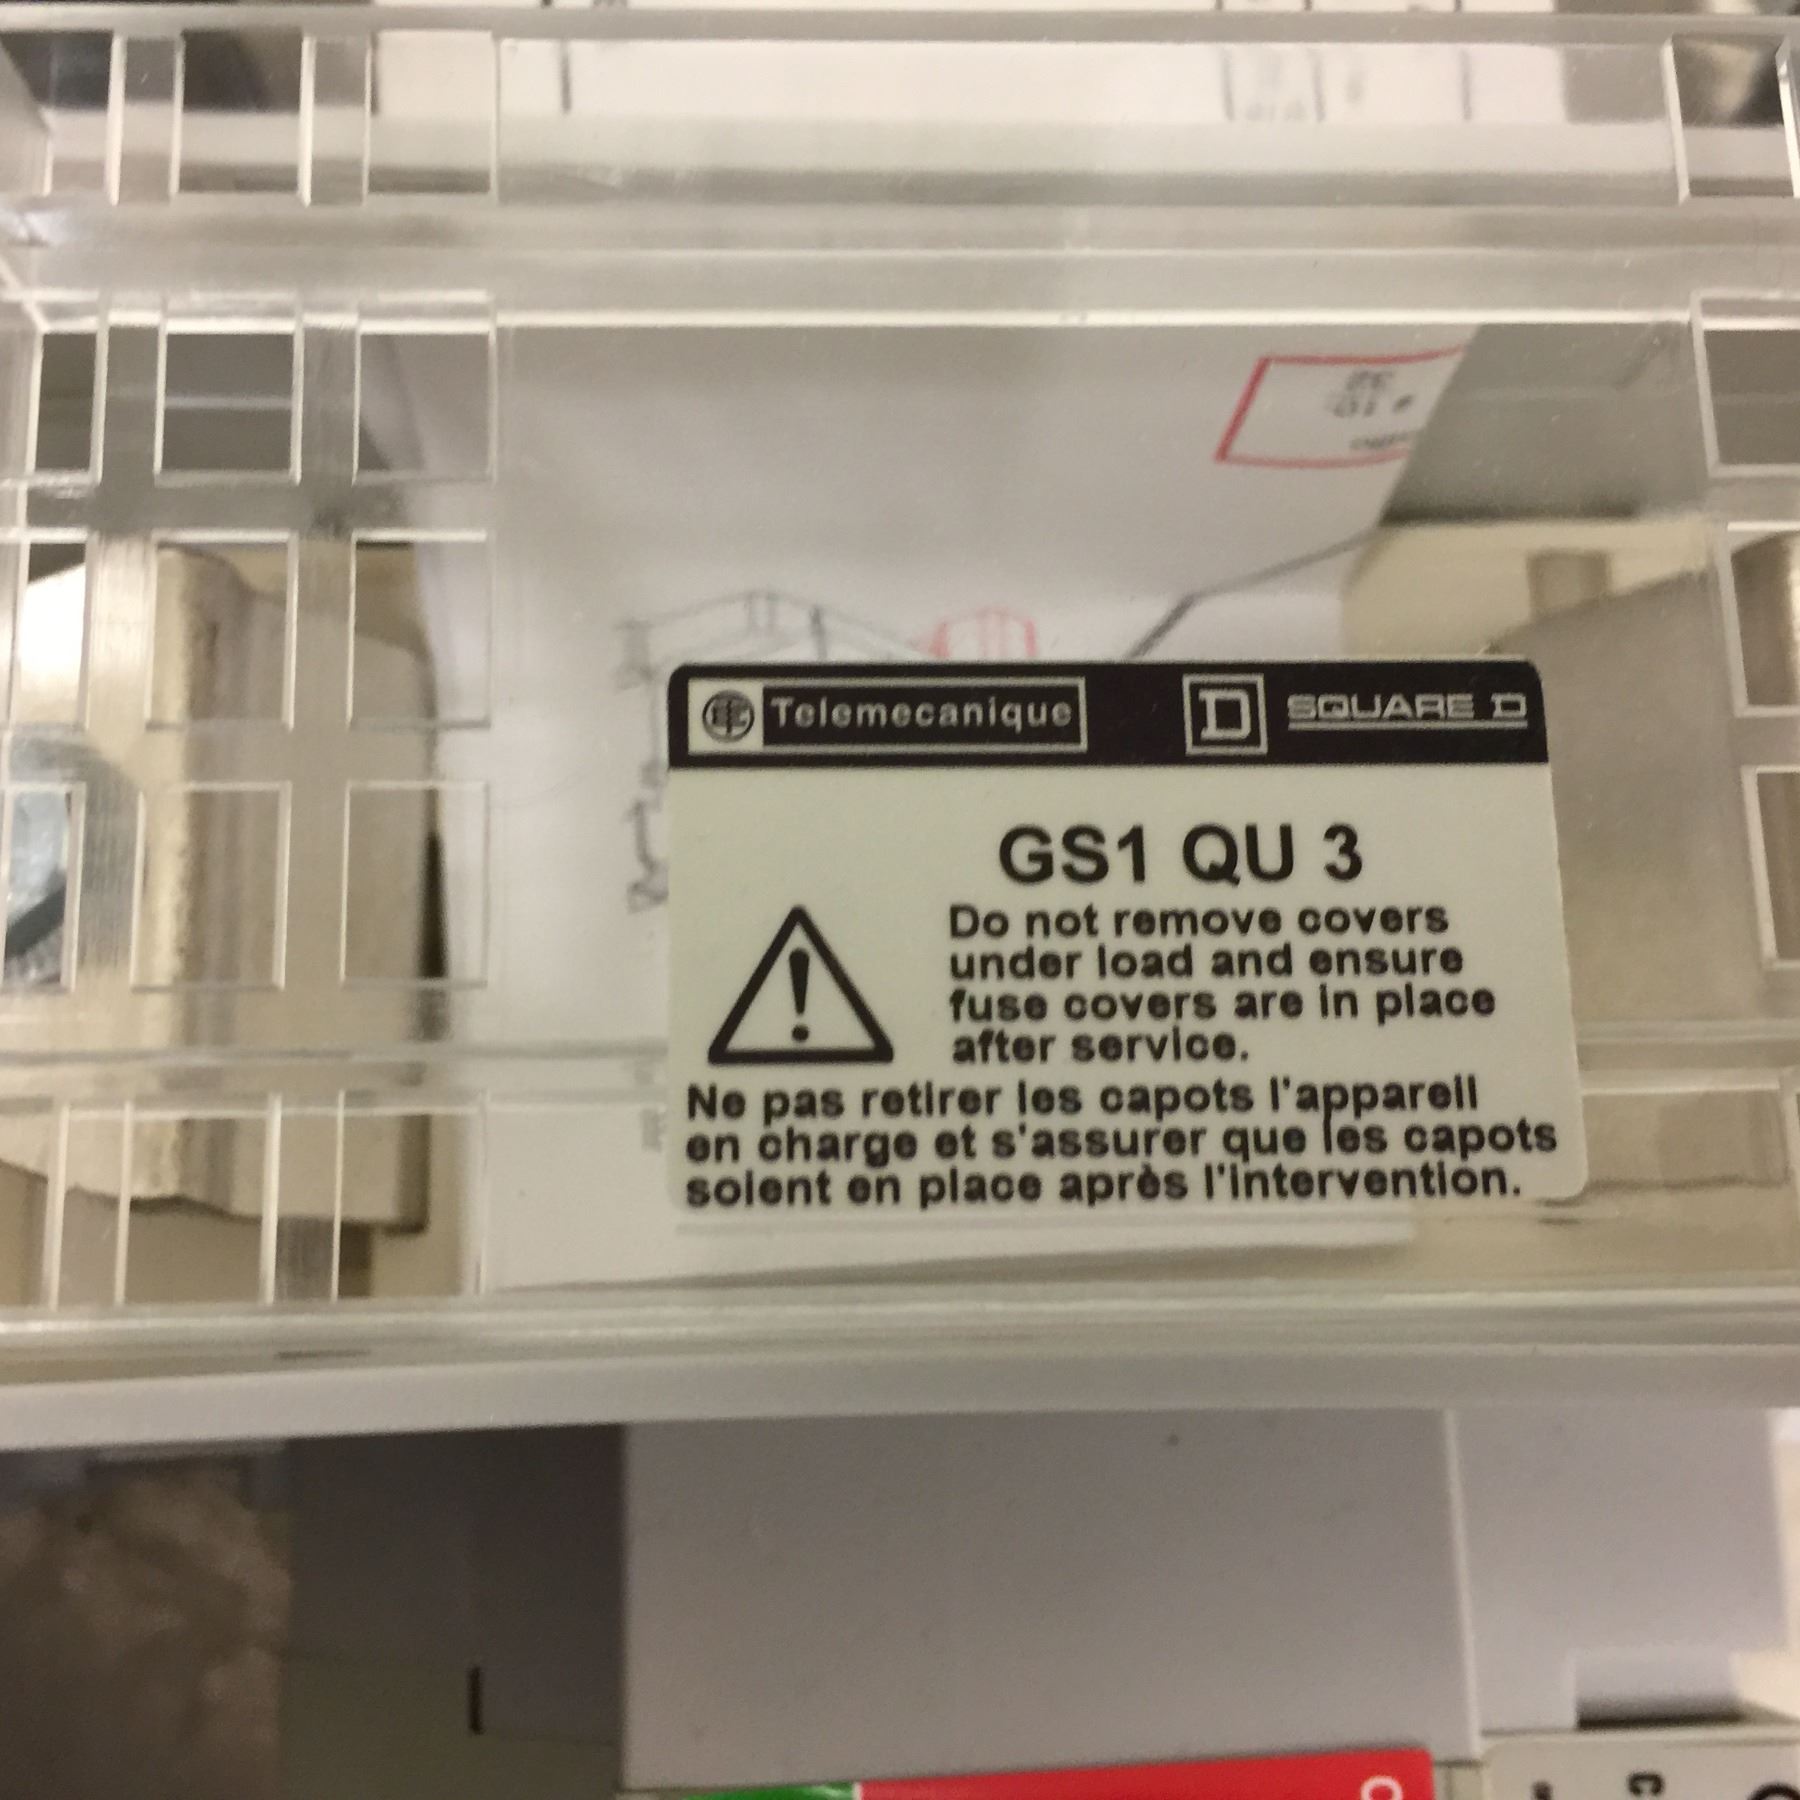 Telemecanique
D SQUARE D
GS1 QU 3
Do not remove covers
under load and ensure
fuse covers are in place
after service.
Ne pas retirer les capots l'appareil
en charge et s'assurer que les capots
soient en place après l'intervention.